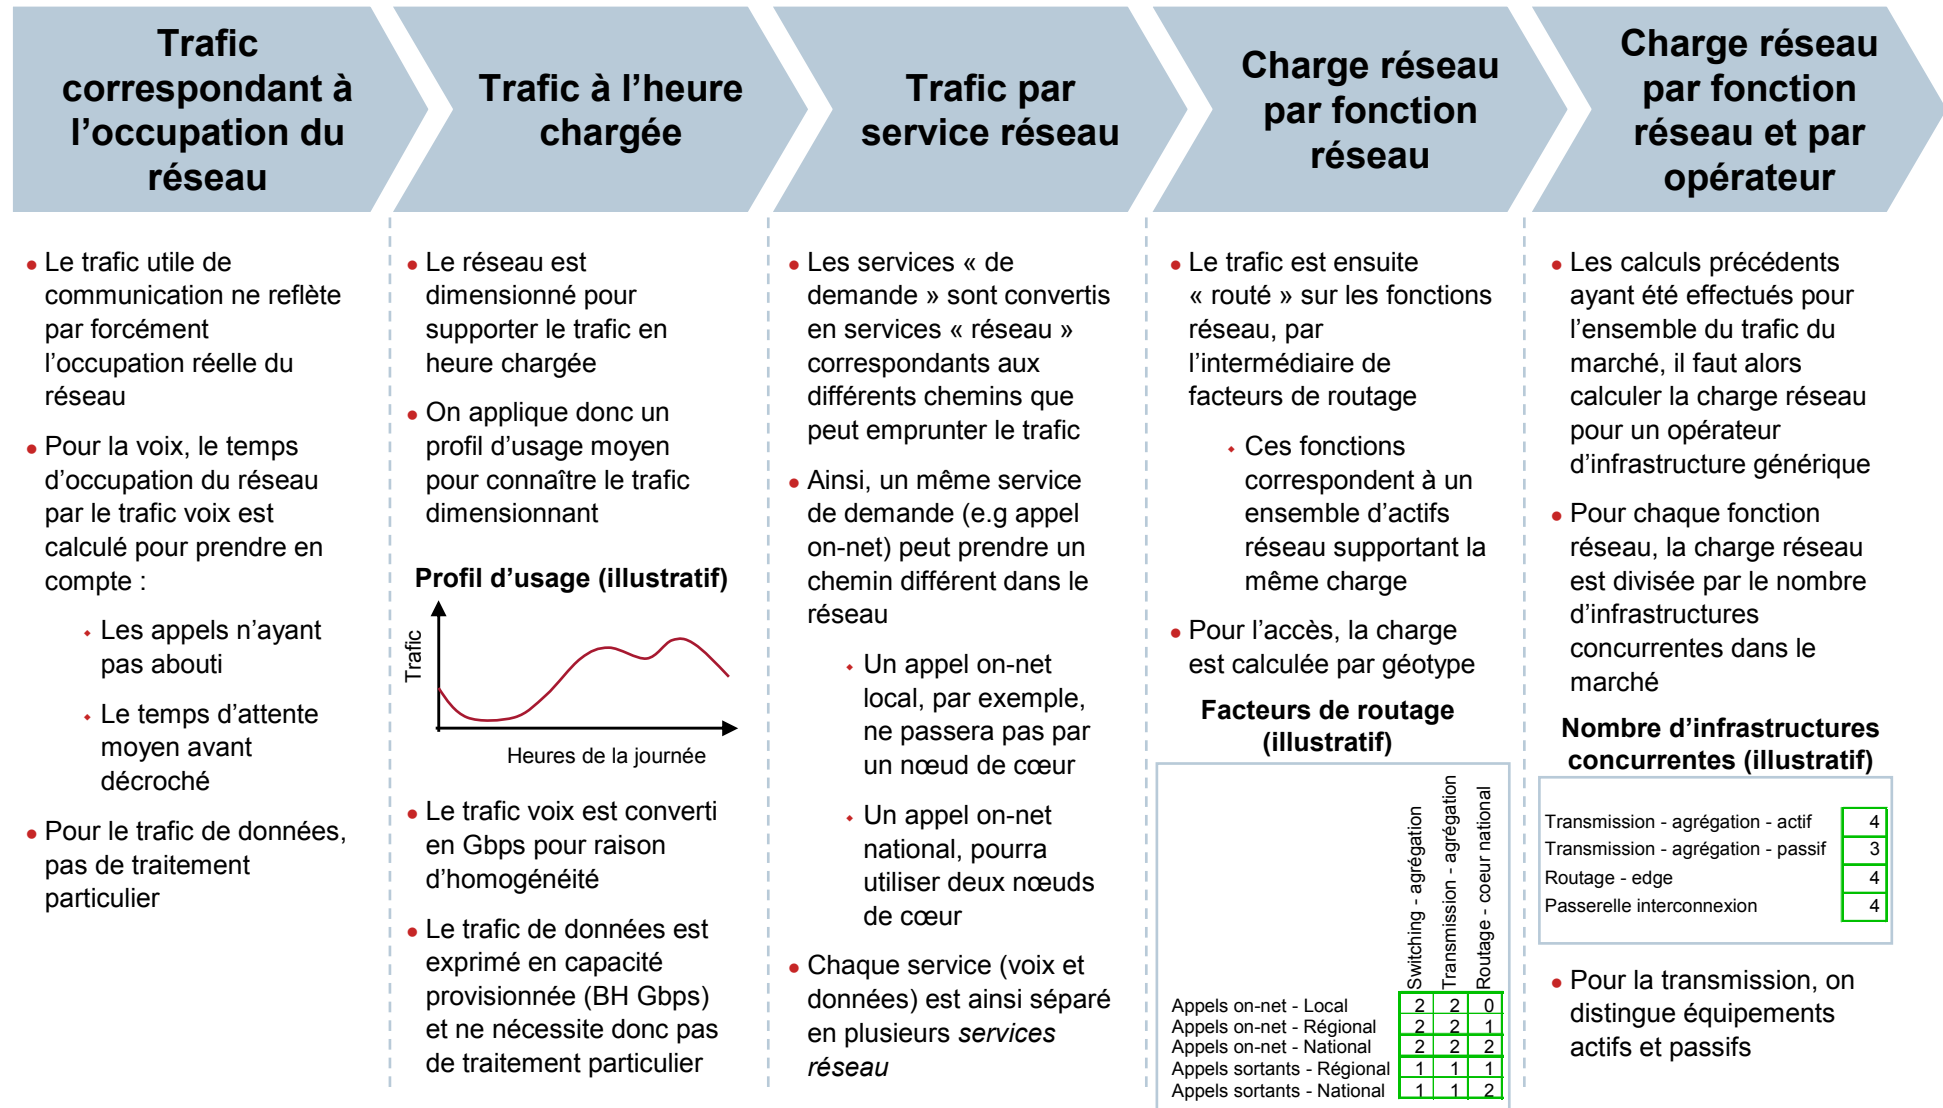 Trafic
correspondant à
l’occupation du
réseau
Trafic à l’heure
chargée
Trafic par
service réseau
Charge réseau
par fonction
réseau
Charge réseau
par fonction
réseau et par
opérateur
• Le trafic utile de
communication ne reflète
par forcément
l’occupation réelle du
réseau
• Pour la voix, le temps
d’occupation du réseau
par le trafic voix est
calculé pour prendre en
compte :
Les appels n’ayant
pas abouti
Le temps d’attente
moyen avant
décroché
• Pour le trafic de données,
pas de traitement
particulier
• Le réseau est
dimensionné pour
supporter le trafic en
heure chargée
• On applique donc un
profil d’usage moyen
pour connaître le trafic
dimensionnant
Profil d’usage (illustratif)
Trafic
Heures de la journée
• Le trafic voix est converti
en Gbps pour raison
d’homogénéité
• Le trafic de données est
exprimé en capacité
provisionnée (BH Gbps)
et ne nécessite donc pas
de traitement particulier
• Les services « de
demande » sont convertis
en services « réseau »
correspondants aux
différents chemins que
peut emprunter le trafic
• Ainsi, un même service
de demande (e.g appel
on-net) peut prendre un
chemin différent dans le
réseau
Un appel on-net
local, par exemple,
ne passera pas par
un nœud de cœur
Un appel on-net
national, pourra
utiliser deux nœuds
de cœur
• Chaque service (voix et
données) est ainsi séparé
en plusieurs services
réseau
• Le trafic est ensuite
« routé » sur les fonctions
réseau, par
l’intermédiaire de
facteurs de routage
Ces fonctions
correspondent à un
ensemble d’actifs
réseau supportant la
même charge
• Pour l’accès, la charge
est calculée par géotype
Facteurs de routage
(illustratif)
Switching - agrégation
Transmission - agrégation
Routage - coeur national
Appels on-net - Local 2 2 0
Appels on-net - Régional 2 2 1
Appels on-net - National 2 2 2
Appels sortants - Régional 1 1 1
Appels sortants - National 1 1 2
• Les calculs précédents
ayant été effectués pour
l’ensemble du trafic du
marché, il faut alors
calculer la charge réseau
pour un opérateur
d’infrastructure générique
• Pour chaque fonction
réseau, la charge réseau
est divisée par le nombre
d’infrastructures
concurrentes dans le
marché
Nombre d’infrastructures
concurrentes (illustratif)
Transmission - agrégation - actif 4
Transmission - agrégation - passif 3
Routage - edge 4
Passerelle interconnexion 4
• Pour la transmission, on
distingue équipements
actifs et passifs